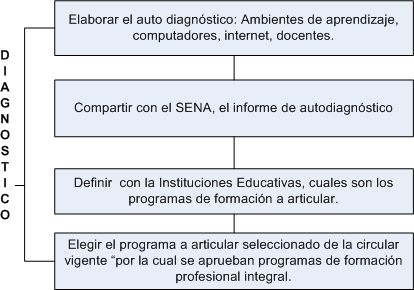 DIAGNOSTICO
Elaborar el auto diagnóstico: Ambientes de aprendizaje,
computadores, internet, docentes.
Compartir con el SENA, el informe de autodiagnóstico
Definir con la Instituciones Educativas, cuales son los
programas de formación a articular.
Elegir el programa a articular seleccionado de la circular
vigente “por la cual se aprueban programas de formación
profesional integral.